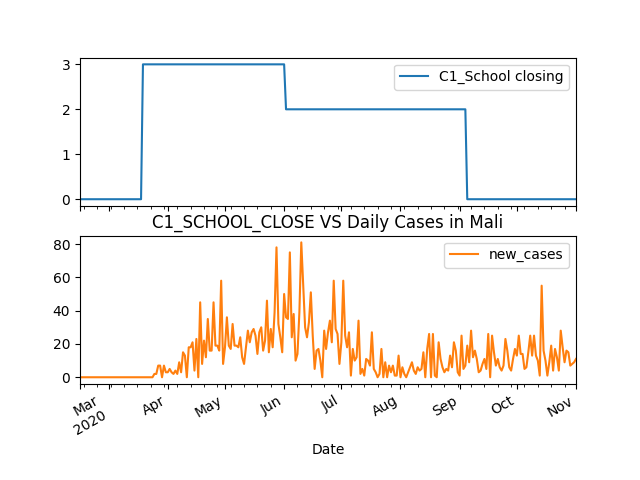 3
2
1
0
C1_School closing
C1_SCHOOL_CLOSE VS Daily Cases in Mali
80
60
40
20
0
new_cases
Mar
2020
Apr
May
Jun
Jul
Aug
Sep
Oct
Nov
Date